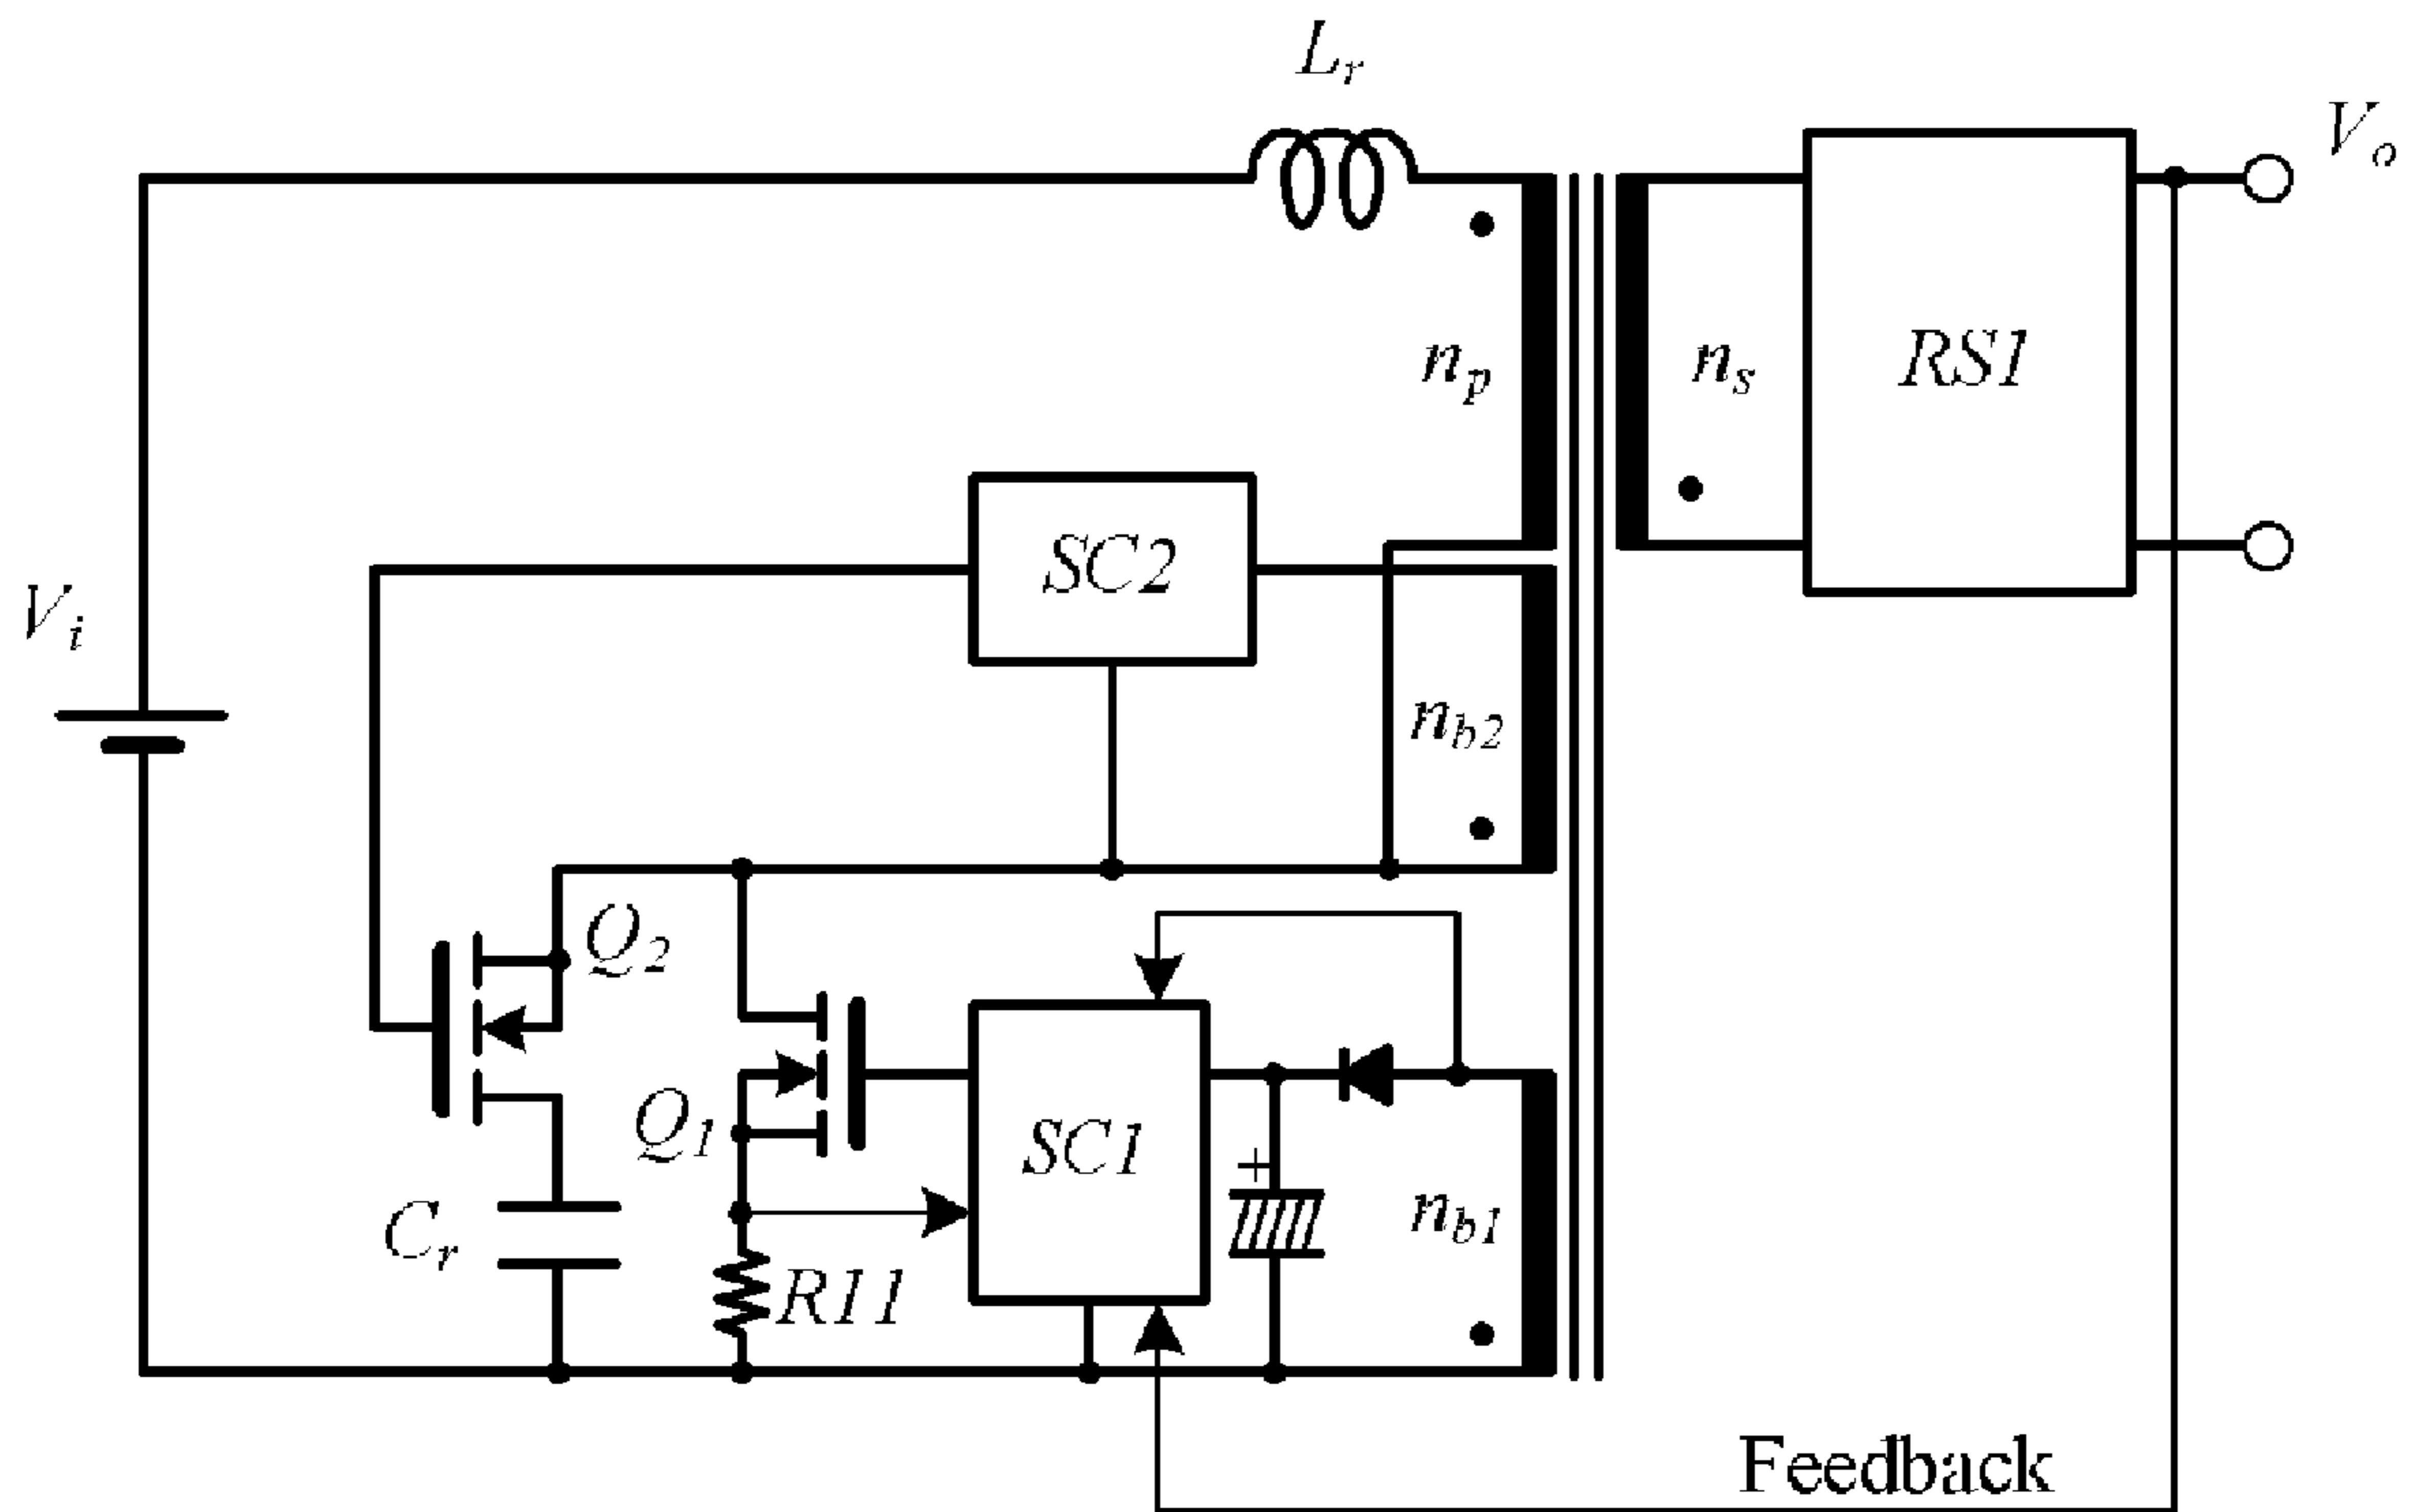 Lr
Vo
np
ns
RS1
SC2
Vi
nb2
Q2
Q1
SC1
+
nb1
Cr
R11
Feedback